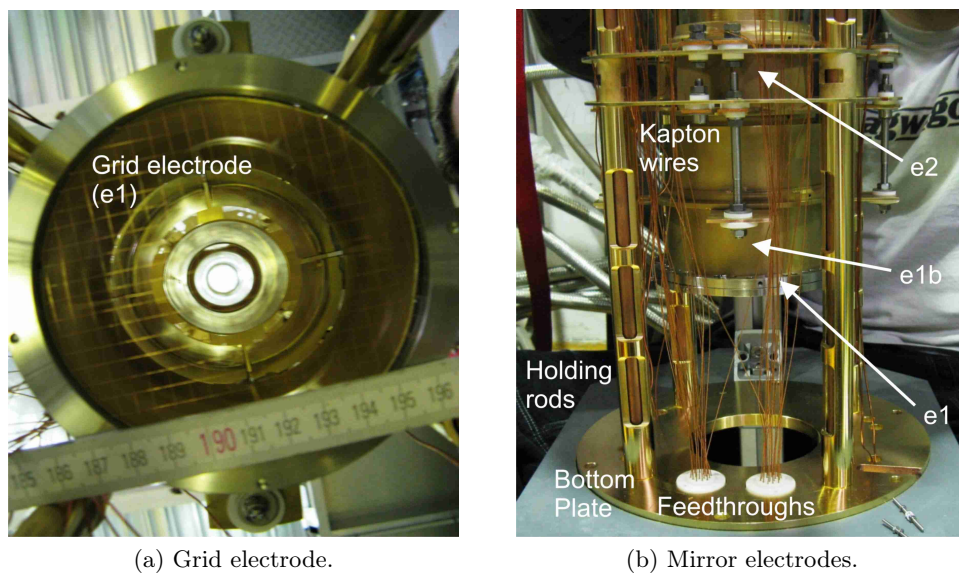 Grid electrode
(e1)
186 187 188 189 190 191 192 193 194 195 196
(a) Grid electrode.
Kapton
wires
e2
e1b
Holding
rods
e1
Bottom
Plate
Feedthroughs
(b) Mirror electrodes.